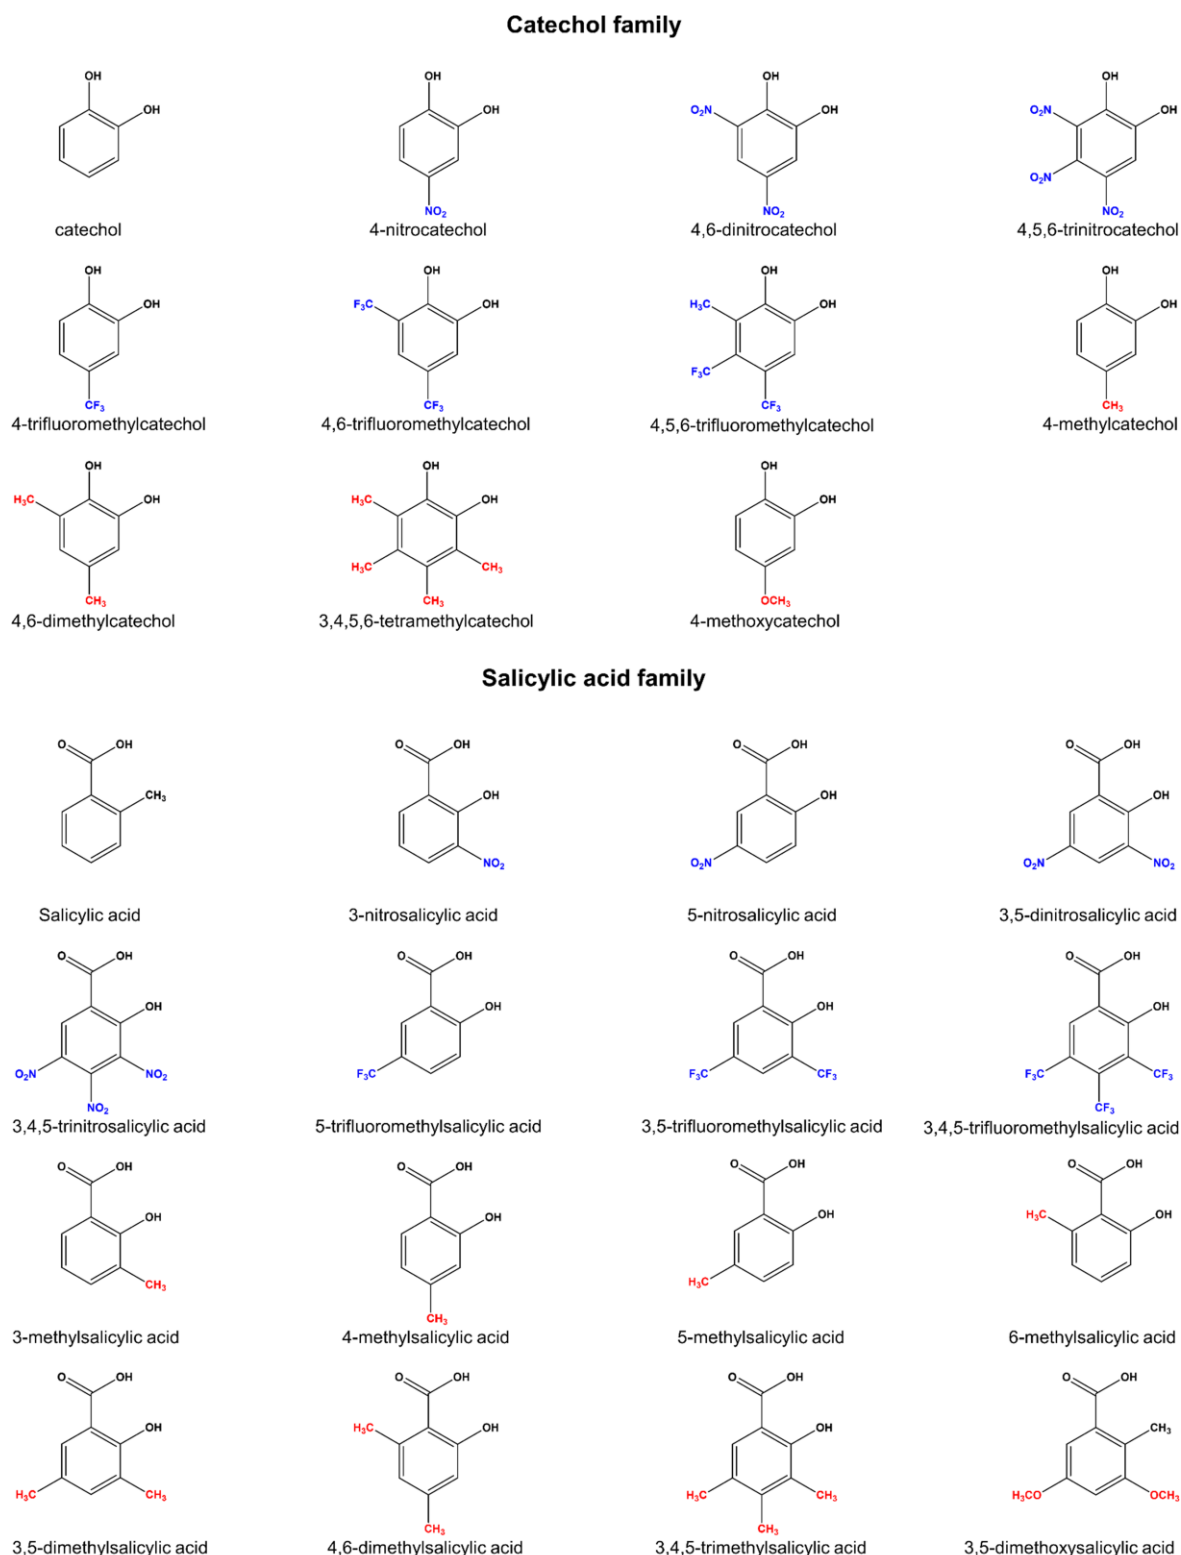 Catechol family
OH OH OH OH
OH O₂N OH O₂N OH
OH
O₂N
NO₂ NO₂ NO₂
catechol 4-nitrocatechol 4,6-dinitrocatechol 4,5,6-trinitrocatechol
OH OH OH OH
OH F₃C OH H₃C OH OH
F₃C
CF₃ CF₃ CF₃ CH₃
4-trifluoromethylcatechol 4,6-trifluoromethylcatechol 4,5,6-trifluoromethylcatechol 4-methylcatechol
OH OH OH
H₃C OH H₃C OH OH
H₃C CH₃
CH₃ CH₃ OCH₃
4,6-dimethylcatechol 3,4,5,6-tetramethylcatechol 4-methoxycatechol
Salicylic acid family
O OH O OH O OH O OH
CH₃ OH OH OH
NO₂ O₂N O₂N NO₂
Salicylic acid 3-nitrosalicylic acid 5-nitrosalicylic acid 3,5-dinitrosalicylic acid
O OH O OH O OH O OH
OH OH OH OH
O₂N NO₂ F₃C F₃C CF₃ F₃C CF₃
NO₂ CF₃
3,4,5-trinitrosalicylic acid 5-trifluoromethylsalicylic acid 3,5-trifluoromethylsalicylic acid 3,4,5-trifluoromethylsalicylic acid
O OH O OH O OH O OH
OH OH OH H₃C OH
CH₃ H₃C
CH₃
3-methylsalicylic acid 4-methylsalicylic acid 5-methylsalicylic acid 6-methylsalicylic acid
O OH O OH O OH O OH
OH H₃C OH OH CH₃
H₃C CH₃ H₃C CH₃ H₃CO OCH₃
CH₃ CH₃
3,5-dimethylsalicylic acid 4,6-dimethylsalicylic acid 3,4,5-trimethylsalicylic acid 3,5-dimethoxysalicylic acid